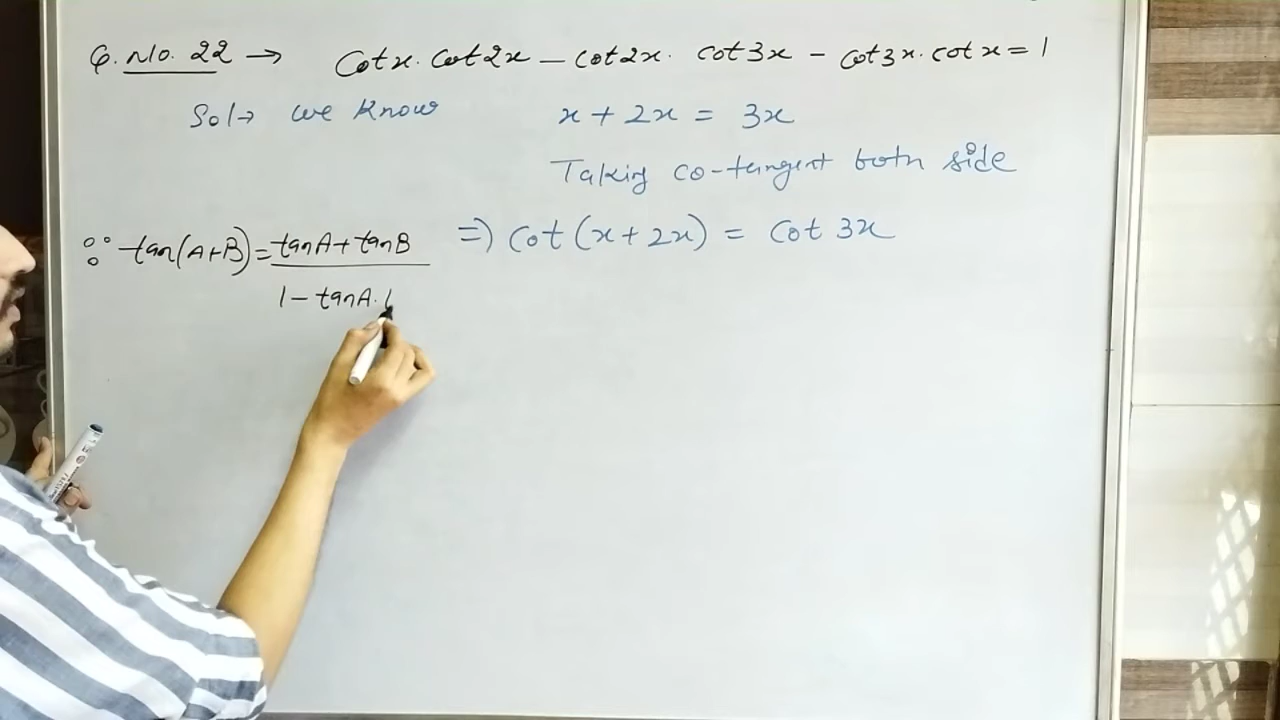 Q. No. 22 → Cotx. Cot2x – cot2x. cot3x – cot3x. cotx = 1
Sol→ we know x + 2x = 3x
Taking co-tangent both side
∵ tan(A+B) = tanA + tanB ⇒ Cot (x + 2x) = Cot 3x
1 – tanA.